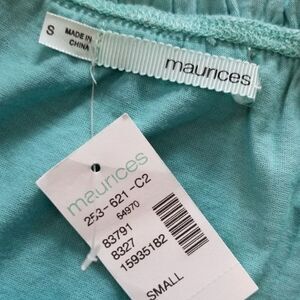 S
MADE IN
CHINA
maurices
maurices
253-621-C2
64970
83791
8327
15935182
SMALL